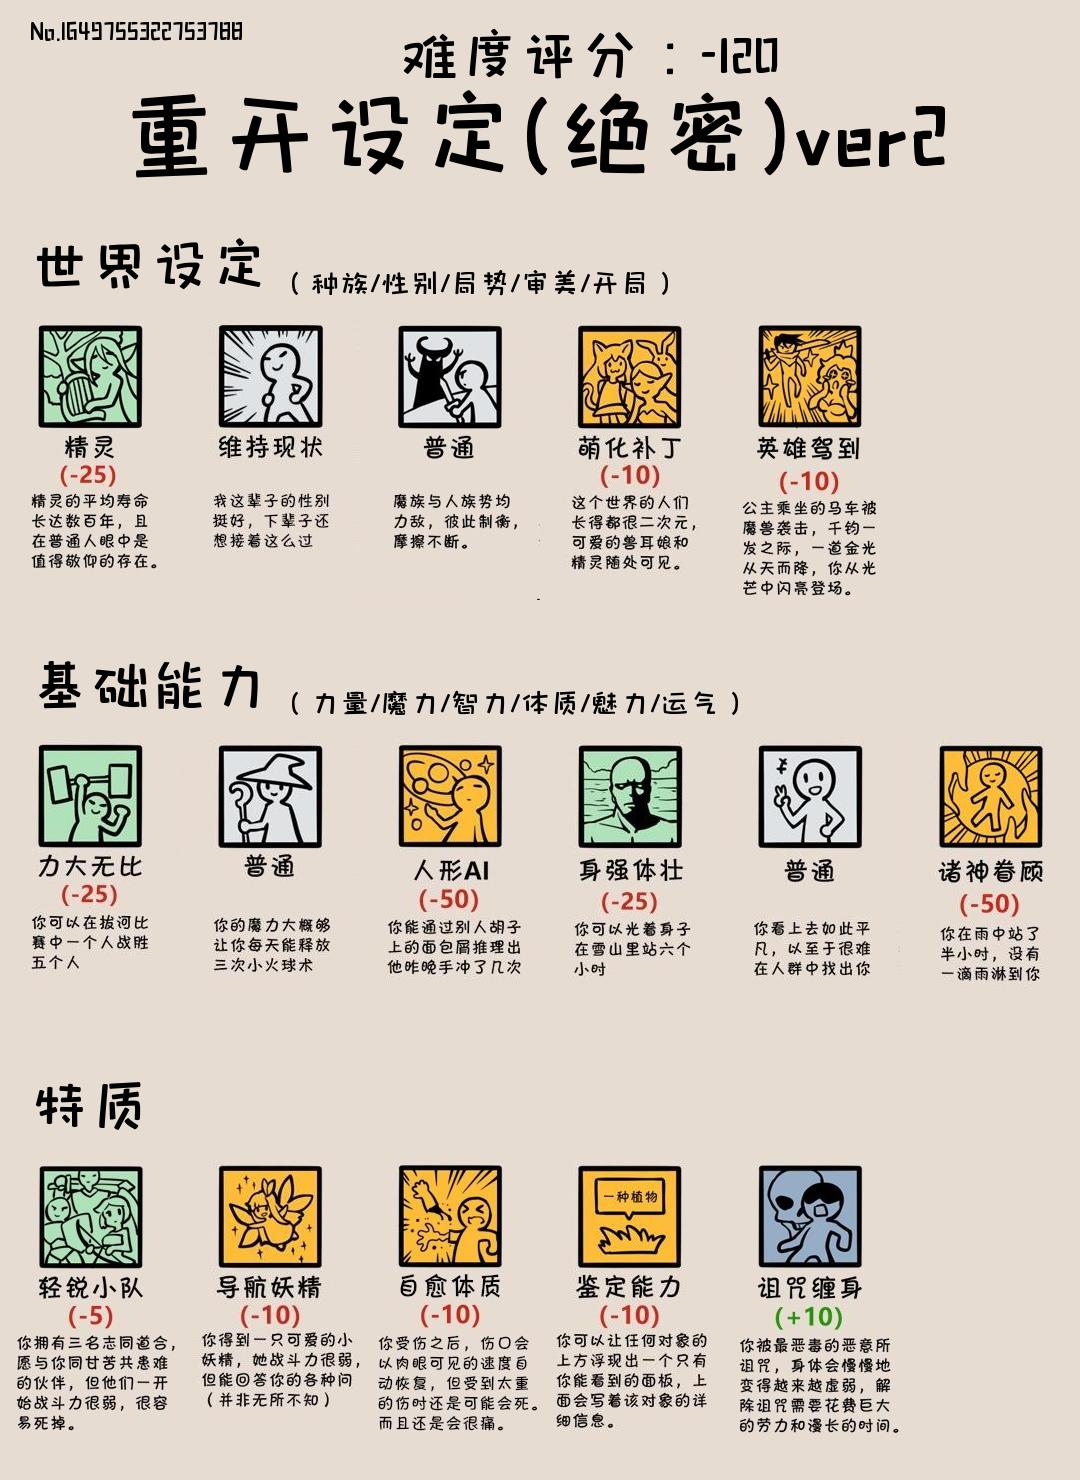 No.1649755322753788
难度评分：-120
重开设定(绝密)ver2
世界设定（种族/性别/局势/审美/开局）
精灵
(-25)
精灵的平均寿命
长达数百年，且
在普通人眼中是
值得敬仰的存在。
维持现状
我这辈子的性别
挺好，下辈子还
想接着这么过
普通
魔族与人族势均
力敌，彼此制衡，
摩擦不断。
萌化补丁
(-10)
这个世界的人们
长得都很二次元，
可爱的兽耳娘和
精灵随处可见。
英雄驾到
(-10)
公主乘坐的马车被
魔兽袭击，千钧一
发之际，一道金光
从天而降，你从光
芒中闪亮登场。
基础能力（力量/魔力/智力/体质/魅力/运气）
力大无比
(-25)
你可以在拔河比
赛中一个人战胜
五个人
普通
你的魔力大概够
让你每天能释放
三次小火球术
人形AI
(-50)
你能通过别人胡子
上的面包屑推理出
他昨晚手冲了几次
身强体壮
(-25)
你可以光着身子
在雪山里站六个
小时
普通
你看上去如此平
凡，以至于很难
在人群中找出你
诸神眷顾
(-50)
你在雨中站了
半小时，没有
一滴雨淋到你
特质
轻锐小队
(-5)
你拥有三名志同道合，
愿与你同甘苦共患难
的伙伴，但他们一开
始战斗力很弱，很容
易死掉。
导航妖精
(-10)
你得到一只可爱的小
妖精，她战斗力很弱，
但能回答你的各种问
（并非无所不知）
自愈体质
(-10)
你受伤之后，伤口会
以肉眼可见的速度自
动恢复，但受到太重
的伤时还是可能会死。
而且还是会很痛。
一种植物
鉴定能力
(-10)
你可以让任何对象的
上方浮现出一个只有
你能看到的面板，上
面会写着该对象的详
细信息。
诅咒缠身
(+10)
你被最恶毒的恶意所
诅咒，身体会慢慢地
变得越来越虚弱，解
除诅咒需要花费巨大
的劳力和漫长的时间。